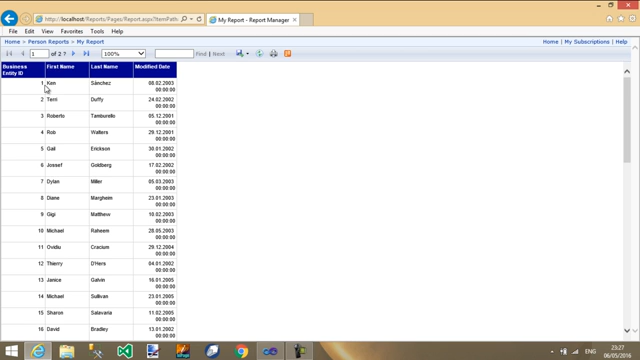 http://localhost/Reports/Pages/Report.aspx?ItemPath
My Report - Report Manager
File Edit View Favorites Tools Help
Home > Person Reports > My Report
Home | My Subscriptions | Help
1 of 2 ? 100% Find | Next
Business Entity ID First Name Last Name Modified Date
1 Ken Sánchez 08.02.2003
00:00:00
2 Terri Duffy 24.02.2002
00:00:00
3 Roberto Tamburello 05.12.2001
00:00:00
4 Rob Walters 29.12.2001
00:00:00
5 Gail Erickson 30.01.2002
00:00:00
6 Jossef Goldberg 17.02.2002
00:00:00
7 Dylan Miller 05.03.2003
00:00:00
8 Diane Margheim 23.01.2003
00:00:00
9 Gigi Matthew 10.02.2003
00:00:00
10 Michael Raheem 28.05.2003
00:00:00
11 Ovidiu Cracium 29.12.2004
00:00:00
12 Thierry D'Hers 04.01.2002
00:00:00
13 Janice Galvin 16.01.2005
00:00:00
14 Michael Sullivan 23.01.2005
00:00:00
15 Sharon Salavaria 11.02.2005
00:00:00
16 David Bradley 13.01.2002
00:00:00
ENG
23:27
06/05/2016